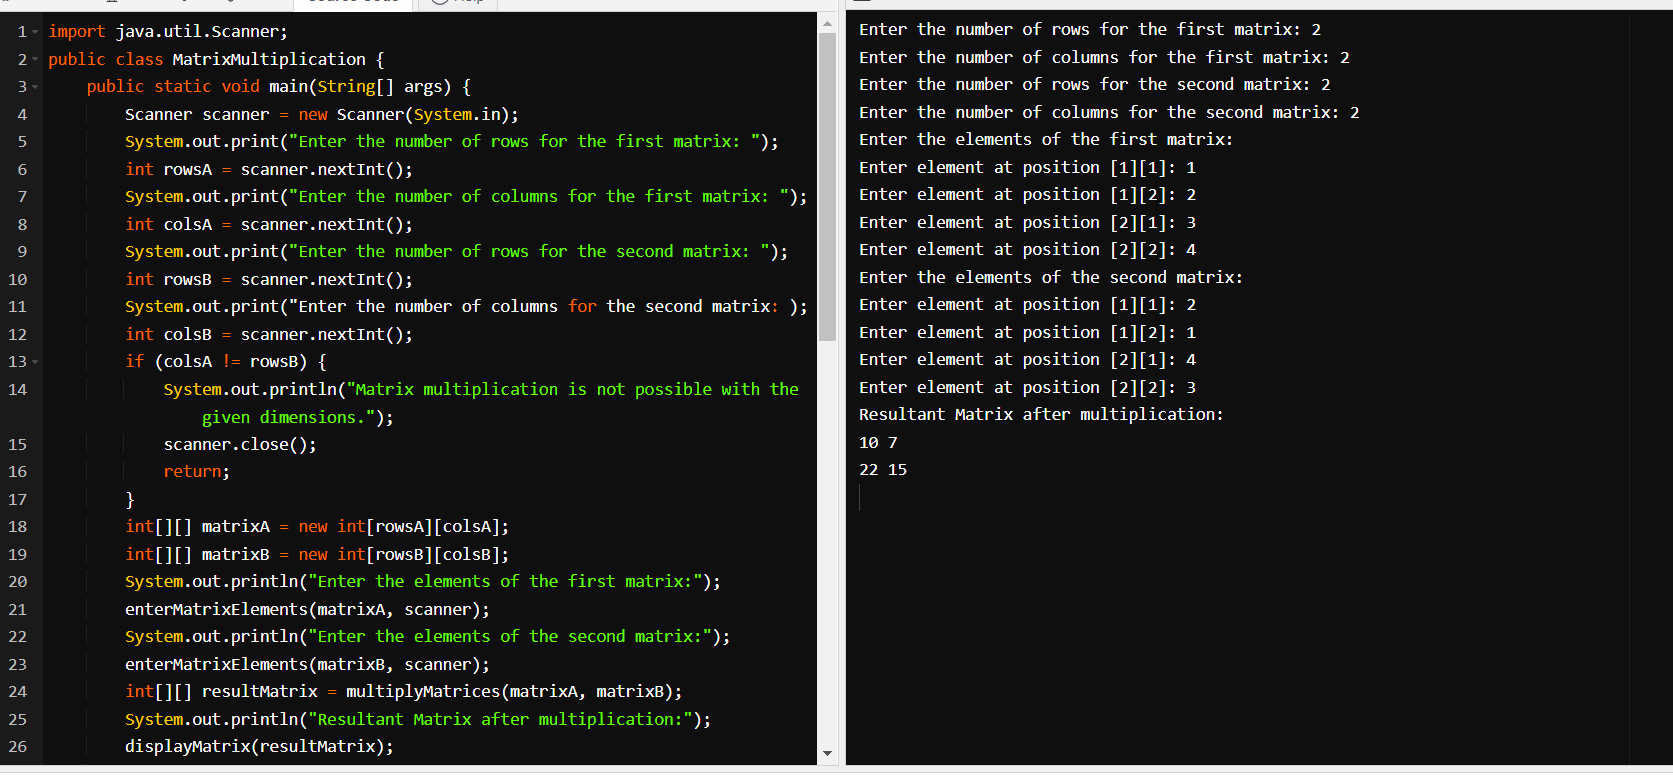 Source Code
Help
1 import java.util.Scanner;
2 public class MatrixMultiplication {
3 public static void main(String[] args) {
4 Scanner scanner = new Scanner(System.in);
5 System.out.print("Enter the number of rows for the first matrix: ");
6 int rowsA = scanner.nextInt();
7 System.out.print("Enter the number of columns for the first matrix: ");
8 int colsA = scanner.nextInt();
9 System.out.print("Enter the number of rows for the second matrix: ");
10 int rowsB = scanner.nextInt();
11 System.out.print("Enter the number of columns for the second matrix: );
12 int colsB = scanner.nextInt();
13 if (colsA != rowsB) {
14 System.out.println("Matrix multiplication is not possible with the
given dimensions.");
15 scanner.close();
16 return;
17 }
18 int[][] matrixA = new int[rowsA][colsA];
19 int[][] matrixB = new int[rowsB][colsB];
20 System.out.println("Enter the elements of the first matrix:");
21 enterMatrixElements(matrixA, scanner);
22 System.out.println("Enter the elements of the second matrix:");
23 enterMatrixElements(matrixB, scanner);
24 int[][] resultMatrix = multiplyMatrices(matrixA, matrixB);
25 System.out.println("Resultant Matrix after multiplication:");
26 displayMatrix(resultMatrix);
Enter the number of rows for the first matrix: 2
Enter the number of columns for the first matrix: 2
Enter the number of rows for the second matrix: 2
Enter the number of columns for the second matrix: 2
Enter the elements of the first matrix:
Enter element at position [1][1]: 1
Enter element at position [1][2]: 2
Enter element at position [2][1]: 3
Enter element at position [2][2]: 4
Enter the elements of the second matrix:
Enter element at position [1][1]: 2
Enter element at position [1][2]: 1
Enter element at position [2][1]: 4
Enter element at position [2][2]: 3
Resultant Matrix after multiplication:
10 7
22 15